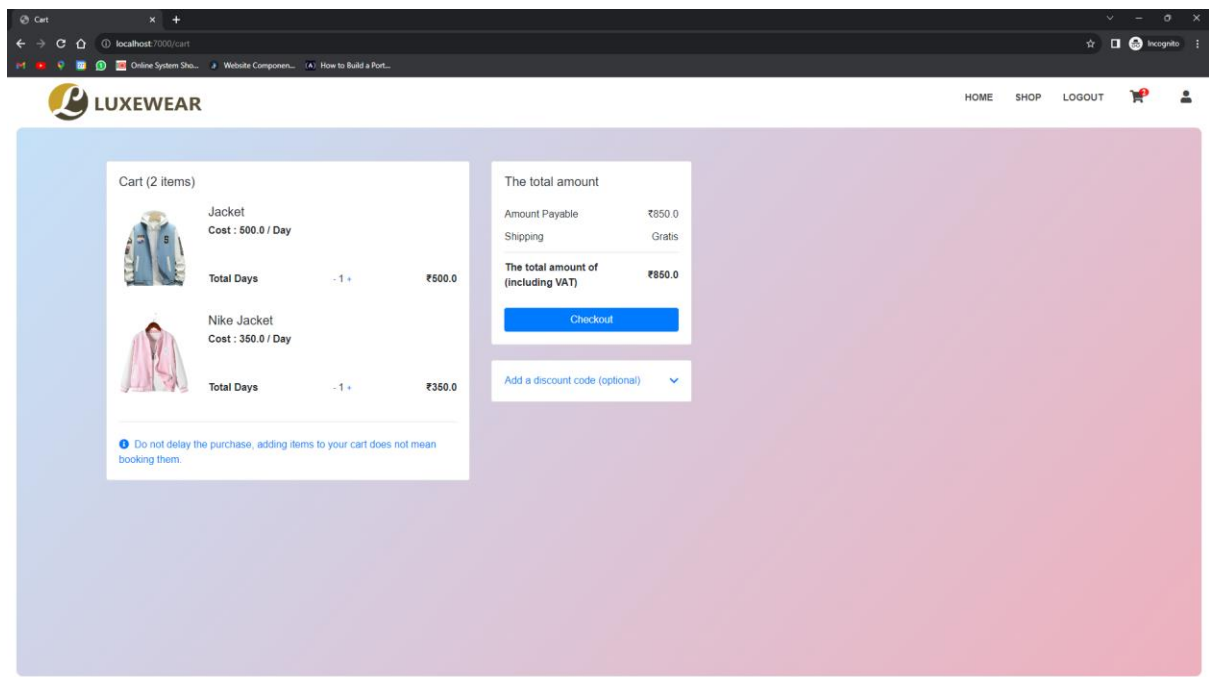 Cart
localhost:7000/cart
Incognito
Online System Sho...
Website Componen...
How to Build a Port...
L LUXEWEAR
HOME SHOP LOGOUT 2
Cart (2 items)
Jacket
Cost : 500.0 / Day
Total Days - 1 + ₹500.0
Nike Jacket
Cost : 350.0 / Day
Total Days - 1 + ₹350.0
Do not delay the purchase, adding items to your cart does not mean
booking them.
The total amount
Amount Payable ₹850.0
Shipping Gratis
The total amount of
(including VAT) ₹850.0
Checkout
Add a discount code (optional)